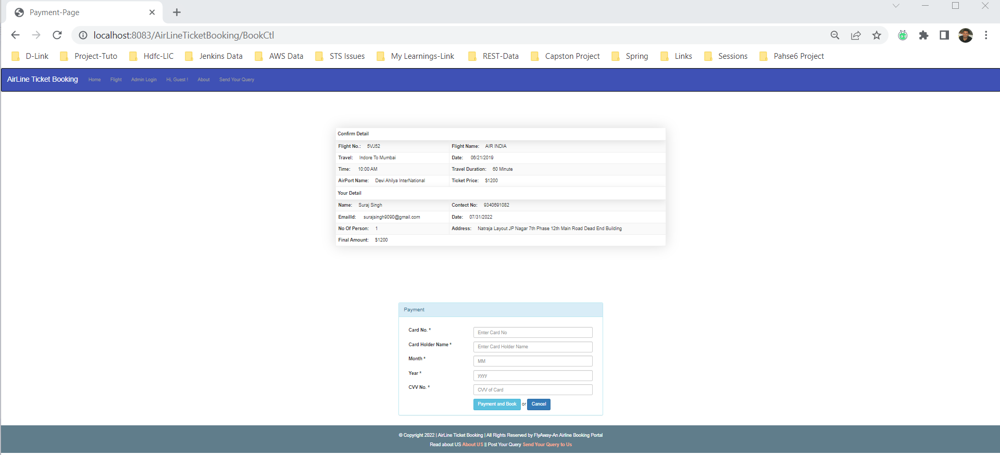 Payment-Page
localhost:8083/AirLineTicketBooking/BookCtl
D-Link Project-Tuto Hdfc-LIC Jenkins Data AWS Data STS Issues My Learnings-Link REST-Data Capston Project Spring Links Sessions Pahse6 Project
AirLine Ticket Booking Home Flight Admin Login Hi, Guest ! About Send Your Query
Confirm Detail
Flight No.: 5VJ52 Flight Name: AIR INDIA
Travel: Indore To Mumbai Date: 06/21/2019
Time: 10:00 AM Travel Duration: 60 Minute
AirPort Name: Devi Ahilya InterNational Ticket Price: $1200
Your Detail
Name: Suraj Singh Contect No: 9340691082
EmailId: surajsingh9090@gmail.com Date: 07/31/2022
No Of Person: 1 Address: Natraja Layout JP Nagar 7th Phase 12th Main Road Dead End Building
Final Amount: $1200
Payment
Card No. * Enter Card No
Card Holder Name * Enter Card Holder Name
Month * MM
Year * yyyy
CVV No. * CVV of Card
Payment and Book or Cancel
© Copyright 2022 | AirLine Ticket Booking | All Rights Reserved by FlyAway-An Airline Booking Portal
Read about US About US || Post Your Query Send Your Query to Us